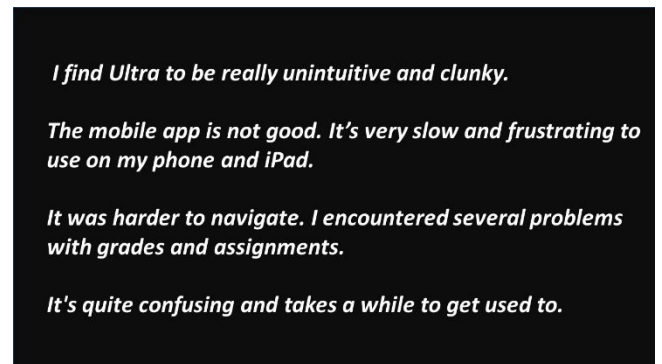 I find Ultra to be really unintuitive and clunky.
The mobile app is not good. It’s very slow and frustrating to
use on my phone and iPad.
It was harder to navigate. I encountered several problems
with grades and assignments.
It's quite confusing and takes a while to get used to.